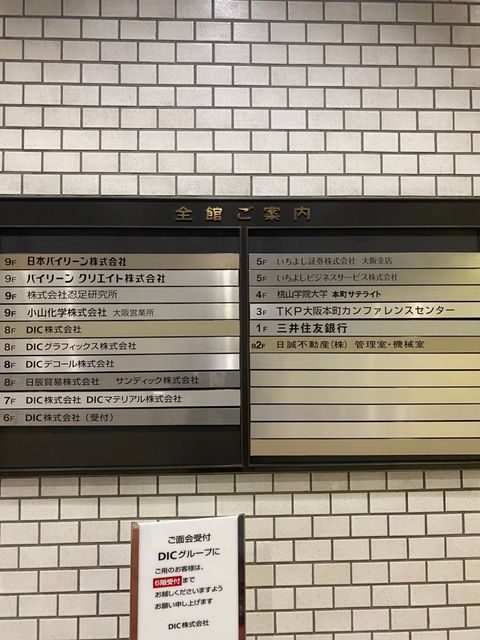 全館ご案内
9F 日本バイリーン株式会社
9F バイリーン クリエイト株式会社
9F 株式会社忍足研究所
9F 小山化学株式会社 大阪営業所
8F DIC株式会社
8F DICグラフィックス株式会社
8F DICデコール株式会社
8F 日辰貿易株式会社 サンディック株式会社
7F DIC株式会社 DICマテリアル株式会社
6F DIC株式会社（受付）
5F いちよし証券株式会社 大阪支店
5F いちよしビジネスサービス株式会社
4F 桃山学院大学 本町サテライト
3F TKP大阪本町カンファレンスセンター
1F 三井住友銀行
B2F 日誠不動産(株) 管理室・機械室
ご面会受付
DICグループに
ご用のお客様は、
6階受付まで
お越しくださいますよう
お願い申し上げます
DIC株式会社